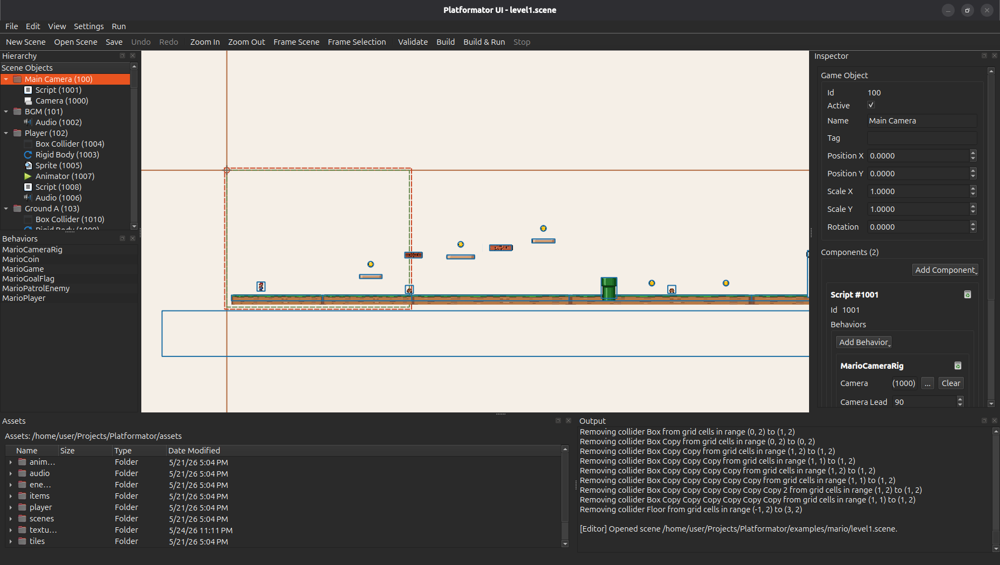 Platformator UI - level1.scene
File Edit View Settings Run
New Scene Open Scene Save Undo Redo Zoom In Zoom Out Frame Scene Frame Selection Validate Build Build & Run Stop
Hierarchy
Scene Objects
Main Camera (100)
Script (1001)
Camera (1000)
BGM (101)
Audio (1002)
Player (102)
Box Collider (1004)
Rigid Body (1003)
Sprite (1005)
Animator (1007)
Script (1008)
Audio (1006)
Ground A (103)
Box Collider (1010)
Rigid Body (1009)
Behaviors
MarioCameraRig
MarioCoin
MarioGame
MarioGoalFlag
MarioPatrolEnemy
MarioPlayer
Inspector
Game Object
Id 100
Active
Name Main Camera
Tag
Position X 0.0000
Position Y 0.0000
Scale X 1.0000
Scale Y 1.0000
Rotation 0.0000
Components (2)
Add Component
Script #1001
Id 1001
Behaviors
Add Behavior
MarioCameraRig
Camera (1000) ... Clear
Camera Lead 90
Assets
Assets: /home/user/Projects/Platformator/assets
Name Size Type Date Modified
anim... Folder 5/21/26 5:04 PM
audio Folder 5/21/26 5:04 PM
ene... Folder 5/21/26 5:04 PM
items Folder 5/21/26 5:04 PM
player Folder 5/21/26 5:04 PM
scenes Folder 5/21/26 5:04 PM
textu... Folder 5/24/26 11:11 PM
tiles Folder 5/21/26 5:04 PM
Output
Removing collider Box from grid cells in range (0, 2) to (1, 2)
Removing collider Box Copy from grid cells in range (0, 2) to (0, 2)
Removing collider Box Copy Copy from grid cells in range (1, 2) to (1, 2)
Removing collider Box Copy Copy Copy from grid cells in range (1, 1) to (1, 2)
Removing collider Box Copy Copy Copy Copy from grid cells in range (1, 2) to (1, 2)
Removing collider Box Copy Copy Copy Copy Copy from grid cells in range (1, 1) to (1, 2)
Removing collider Box Copy Copy Copy Copy Copy Copy 2 from grid cells in range (1, 2) to (1, 2)
Removing collider Box Copy Copy Copy Copy Copy Copy from grid cells in range (1, 1) to (1, 2)
Removing collider Floor from grid cells in range (-1, 2) to (3, 2)
[Editor] Opened scene /home/user/Projects/Platformator/examples/mario/level1.scene.